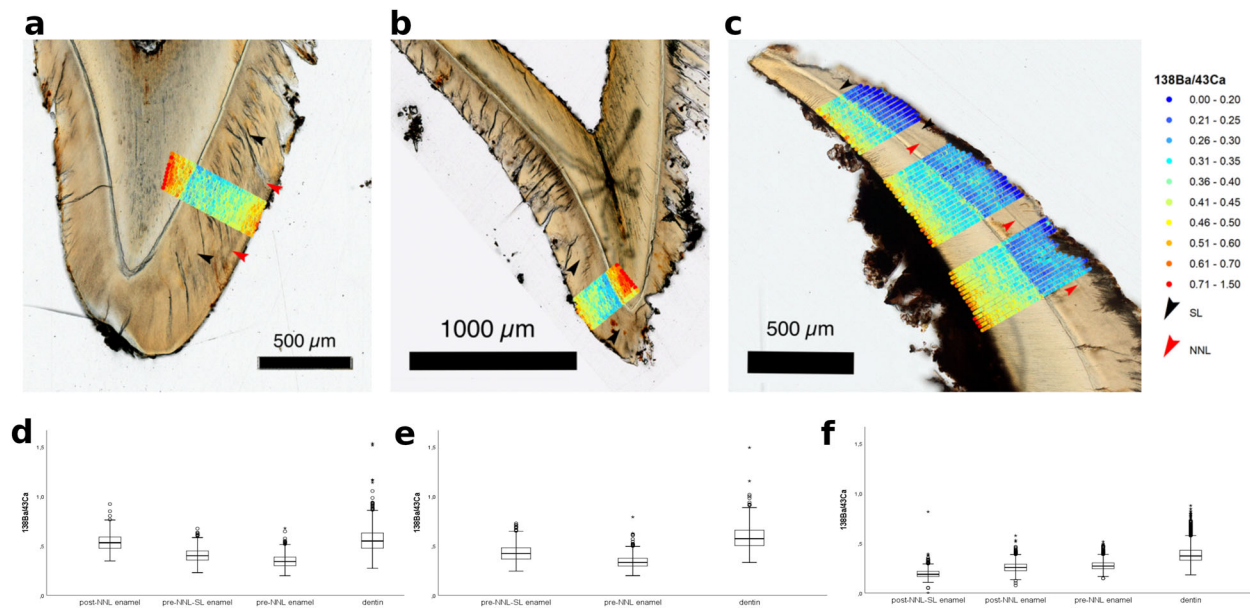 a
b
c
500 µm
1000 µm
500 µm
138Ba/43Ca
0.00 - 0.20
0.21 - 0.25
0.26 - 0.30
0.31 - 0.35
0.36 - 0.40
0.41 - 0.45
0.46 - 0.50
0.51 - 0.60
0.61 - 0.70
0.71 - 1.50
SL
NNL
d
138Ba/43Ca
1,5
1,0
,5
,0
post-NNL enamel pre-NNL-SL enamel pre-NNL enamel dentin
e
138Ba/43Ca
1,5
1,0
,5
,0
pre-NNL-SL enamel pre-NNL enamel dentin
f
138Ba/43Ca
1,5
1,0
,5
,0
post-NNL-SL enamel post-NNL enamel pre-NNL enamel dentin